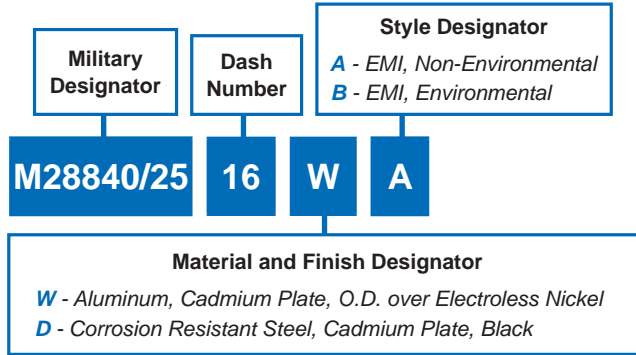 Style Designator
A - EMI, Non-Environmental
B - EMI, Environmental
Military
Designator
Dash
Number
M28840/25 16 W A
Material and Finish Designator
W - Aluminum, Cadmium Plate, O.D. over Electroless Nickel
D - Corrosion Resistant Steel, Cadmium Plate, Black